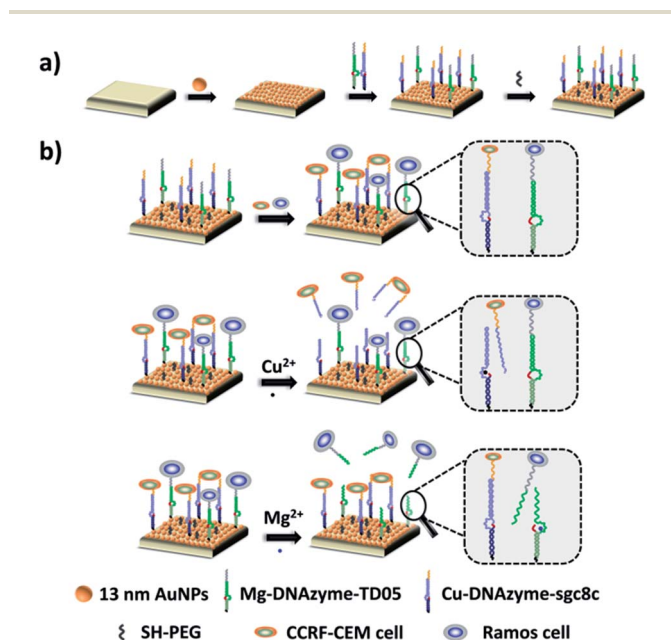 a)
b)
Cu²⁺
Mg²⁺
13 nm AuNPs Mg-DNAzyme-TD05 Cu-DNAzyme-sgc8c
SH-PEG CCRF-CEM cell Ramos cell